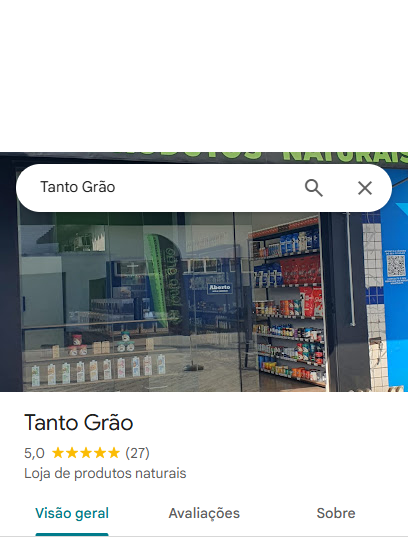 PRODUTOS NATURAIS
Tanto Grão
Aberto
Tanto Grão
5,0 ★★★★★ (27)
Loja de produtos naturais
Visão geral Avaliações Sobre